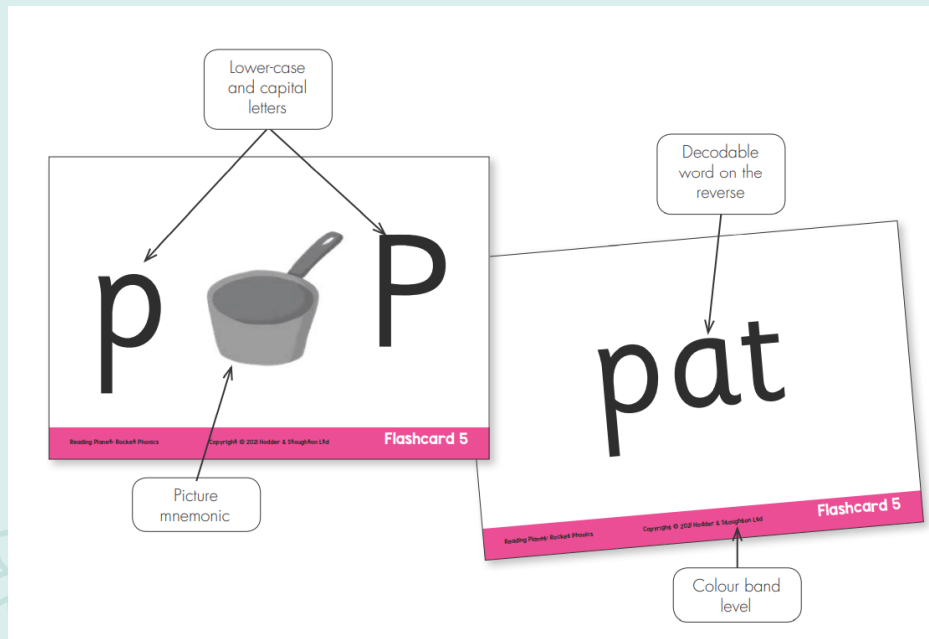 Lower-case
and capital
letters
Decodable
word on the
reverse
p P
pat
Reading Planet: Rocket Phonics Copyright © 2021 Hodder & Stoughton Ltd Flashcard 5
Reading Planet: Rocket Phonics Copyright © 2021 Hodder & Stoughton Ltd Flashcard 5
Picture
mnemonic
Colour band
level